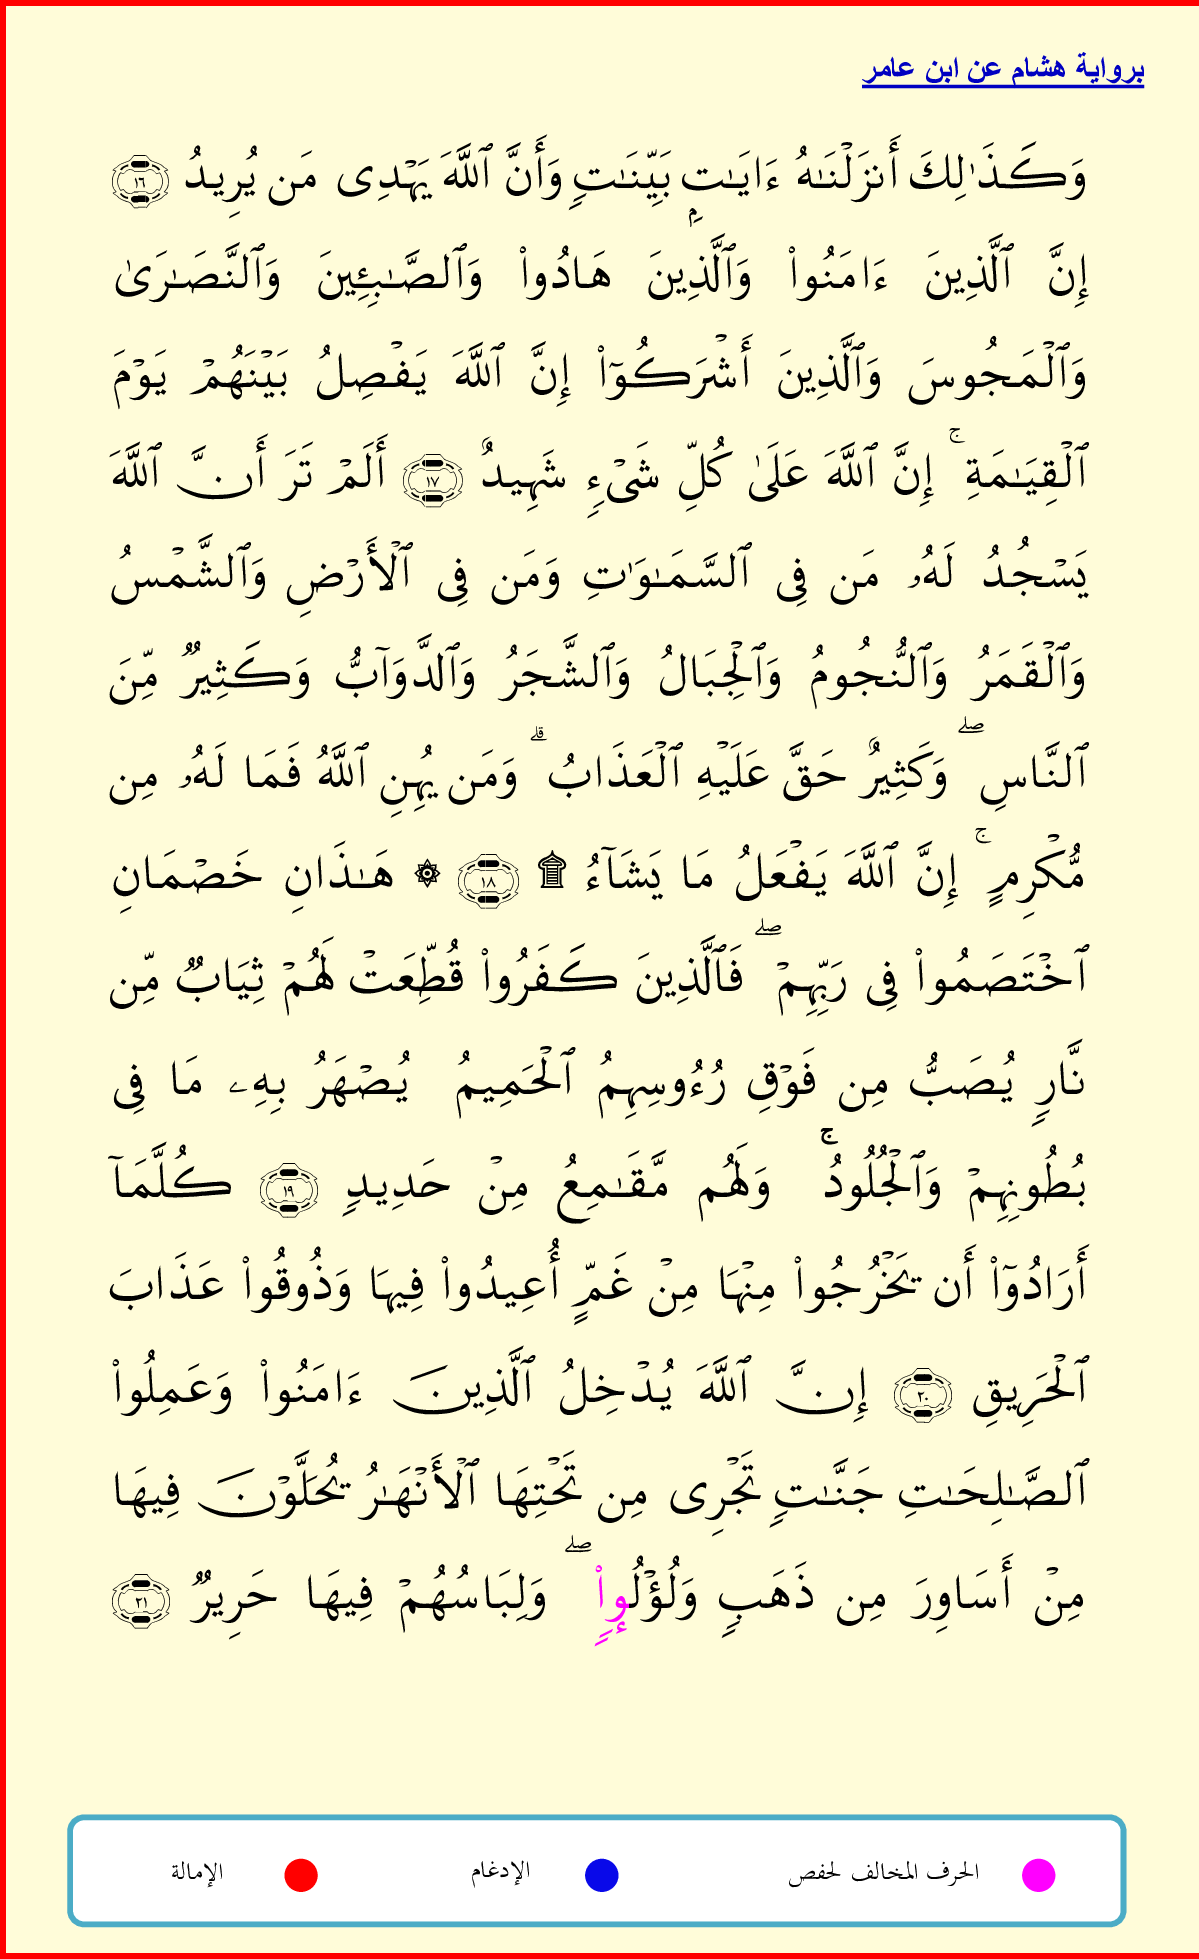 برواية هشام عن ابن عامر
وَكَذَٰلِكَ أَنزَلْنَـٰهُ ءَايَـٰتِۭ بَيِّنَـٰتٍ وَأَنَّ ٱللَّهَ يَهْدِى مَن يُرِيدُ ١٦
إِنَّ ٱلَّذِينَ ءَامَنُوا۟ وَٱلَّذِينَ هَادُوا۟ وَٱلصَّـٰبِـِٔينَ وَٱلنَّصَـٰرَىٰ
وَٱلْمَجُوسَ وَٱلَّذِينَ أَشْرَكُوٓا۟ إِنَّ ٱللَّهَ يَفْصِلُ بَيْنَهُمْ يَوْمَ
ٱلْقِيَـٰمَةِ ۚ إِنَّ ٱللَّهَ عَلَىٰ كُلِّ شَىْءٍ شَهِيدٌ ١٧ أَلَمْ تَرَ أَنَّ ٱللَّهَ
يَسْجُدُ لَهُۥ مَن فِى ٱلسَّمَـٰوَٰتِ وَمَن فِى ٱلْأَرْضِ وَٱلشَّمْسُ
وَٱلْقَمَرُ وَٱلنُّجُومُ وَٱلْجِبَالُ وَٱلشَّجَرُ وَٱلدَّوَآبُّ وَكَثِيرٌ مِّنَ
ٱلنَّاسِ ۖ وَكَثِيرٌ حَقَّ عَلَيْهِ ٱلْعَذَابُ ۗ وَمَن يُهِنِ ٱللَّهُ فَمَا لَهُۥ مِن
مُّكْرِمٍ ۚ إِنَّ ٱللَّهَ يَفْعَلُ مَا يَشَآءُ ۩ ١٨ ۞ هَـٰذَانِ خَصْمَانِ
ٱخْتَصَمُوا۟ فِى رَبِّهِمْ ۖ فَٱلَّذِينَ كَفَرُوا۟ قُطِّعَتْ لَهُمْ ثِيَابٌ مِّن
نَّارٍ يُصَبُّ مِن فَوْقِ رُءُوسِهِمُ ٱلْحَمِيمُ يُصْهَرُ بِهِۦ مَا فِى
بُطُونِهِمْ وَٱلْجُلُودُ ۚ وَلَهُم مَّقَـٰمِعُ مِنْ حَدِيدٍ ١٩ كُلَّمَآ
أَرَادُوٓا۟ أَن يَخْرُجُوا۟ مِنْهَا مِنْ غَمٍّ أُعِيدُوا۟ فِيهَا وَذُوقُوا۟ عَذَابَ
ٱلْحَرِيقِ ٢٠ إِنَّ ٱللَّهَ يُدْخِلُ ٱلَّذِينَ ءَامَنُوا۟ وَعَمِلُوا۟
ٱلصَّـٰلِحَـٰتِ جَنَّـٰتٍ تَجْرِى مِن تَحْتِهَا ٱلْأَنْهَـٰرُ يُحَلَّوْنَ فِيهَا
مِنْ أَسَاوِرَ مِن ذَهَبٍ وَلُؤْلُوٕاٍ۟ ۖ وَلِبَاسُهُمْ فِيهَا حَرِيرٌ ٢١
الحرف المخالف لحفص الإدغام الإمالة